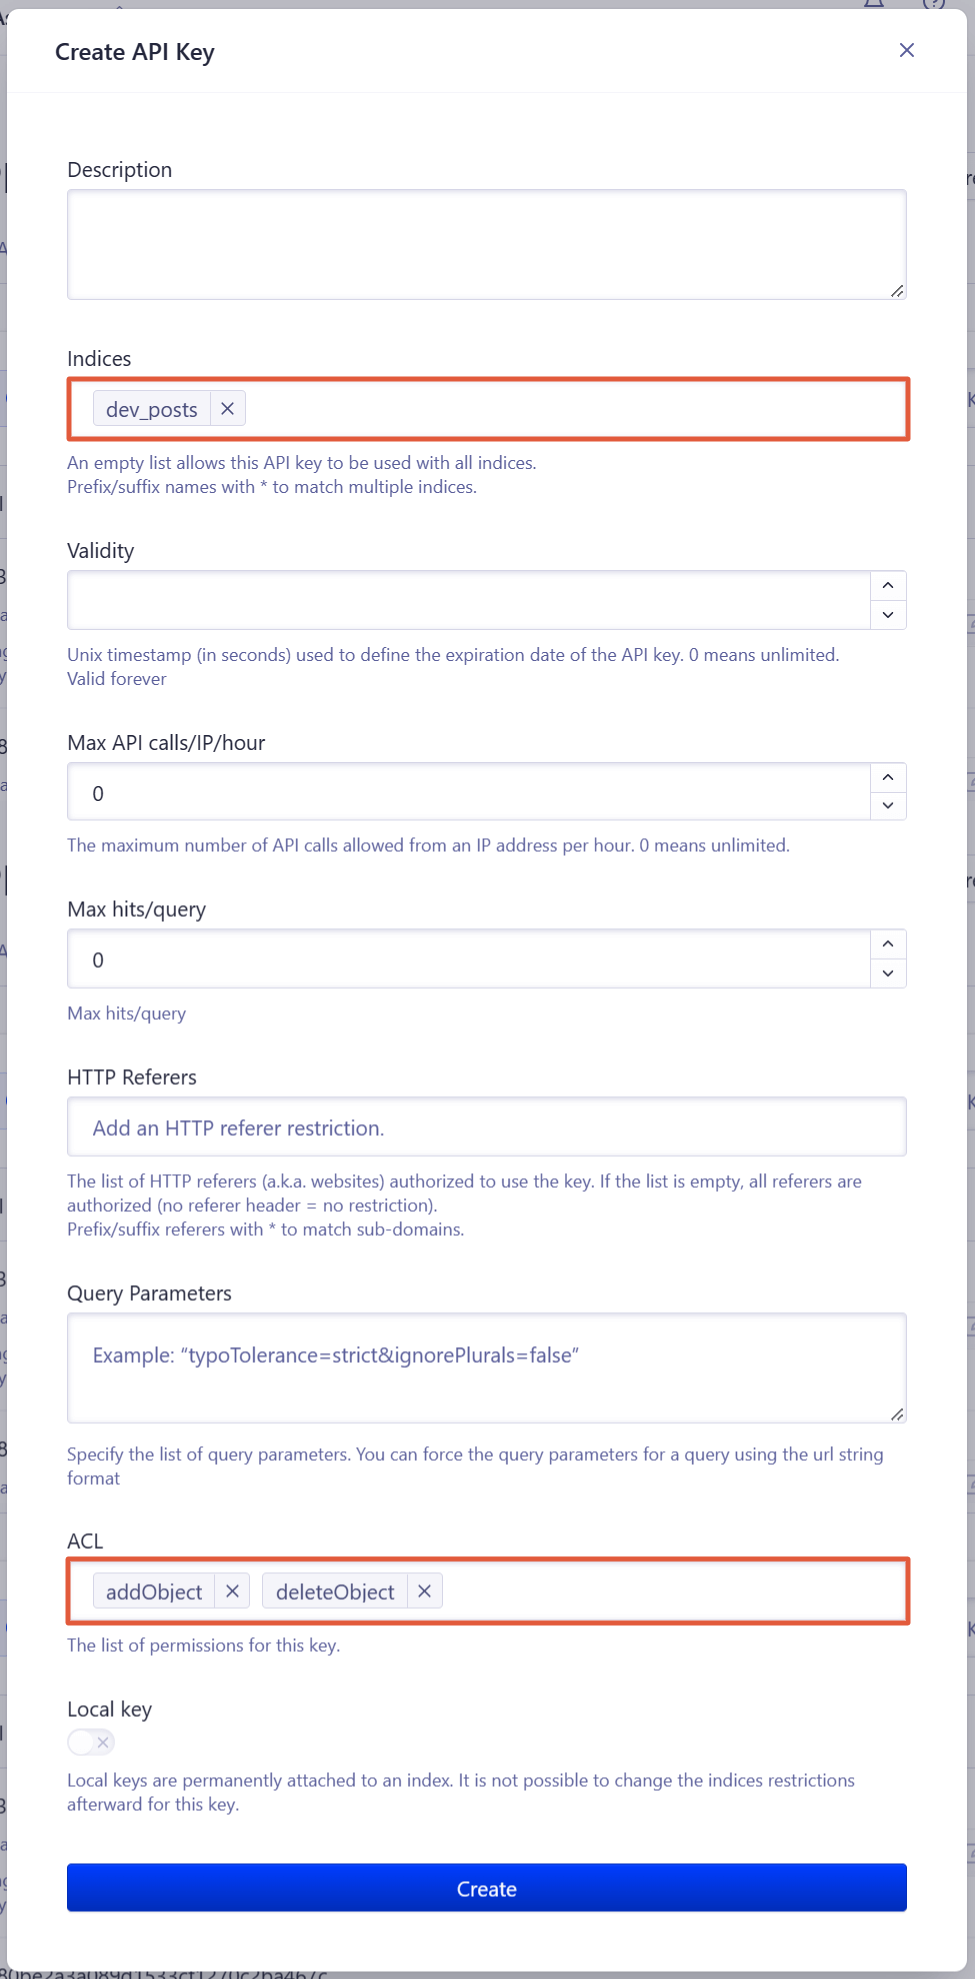 Create API Key
Description
Indices
dev_posts
An empty list allows this API key to be used with all indices.
Prefix/suffix names with * to match multiple indices.
Validity
Unix timestamp (in seconds) used to define the expiration date of the API key. 0 means unlimited.
Valid forever
Max API calls/IP/hour
0
The maximum number of API calls allowed from an IP address per hour. 0 means unlimited.
Max hits/query
0
Max hits/query
HTTP Referers
Add an HTTP referer restriction.
The list of HTTP referers (a.k.a. websites) authorized to use the key. If the list is empty, all referers are
authorized (no referer header = no restriction).
Prefix/suffix referers with * to match sub-domains.
Query Parameters
Example: “typoTolerance=strict&ignorePlurals=false”
Specify the list of query parameters. You can force the query parameters for a query using the url string
format
ACL
addObject deleteObject
The list of permissions for this key.
Local key
Local keys are permanently attached to an index. It is not possible to change the indices restrictions
afterward for this key.
Create